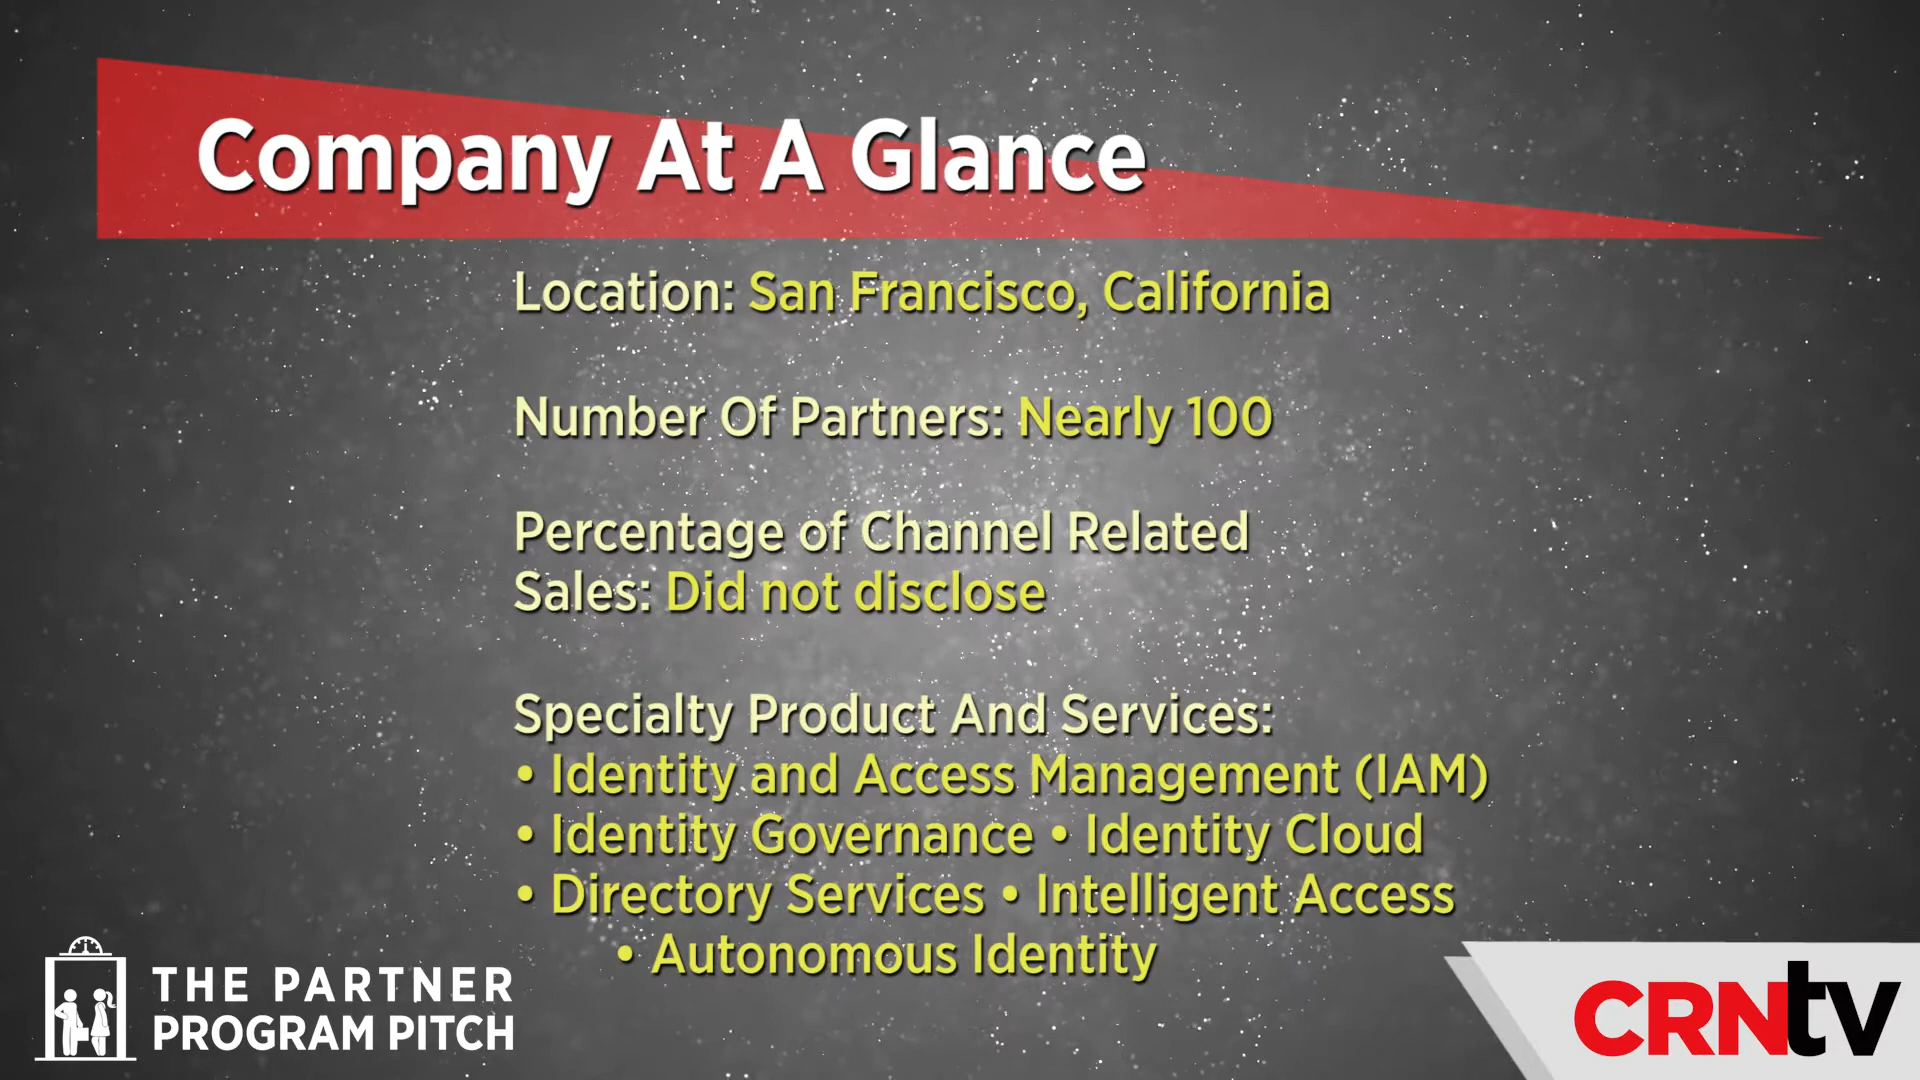 Company At A Glance
Location: San Francisco, California
Number Of Partners: Nearly 100
Percentage of Channel Related
Sales: Did not disclose
Specialty Product And Services:
• Identity and Access Management (IAM)
• Identity Governance • Identity Cloud
• Directory Services • Intelligent Access
• Autonomous Identity
THE PARTNER
PROGRAM PITCH
CRNtv